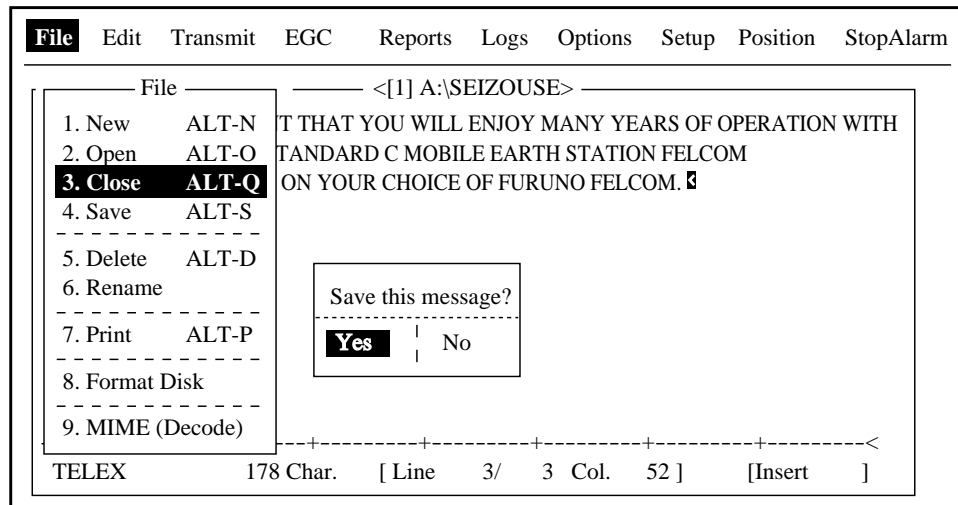 File Edit Transmit EGC Reports Logs Options Setup Position StopAlarm
File
<[1] A:\SEIZOUSE>
1. New ALT-N
2. Open ALT-O
3. Close ALT-Q
4. Save ALT-S
5. Delete ALT-D
6. Rename
7. Print ALT-P
8. Format Disk
9. MIME (Decode)
T THAT YOU WILL ENJOY MANY YEARS OF OPERATION WITH
TANDARD C MOBILE EARTH STATION FELCOM
ON YOUR CHOICE OF FURUNO FELCOM.
Save this message?
Yes No
TELEX 178 Char. [ Line 3/ 3 Col. 52 ] [Insert ]